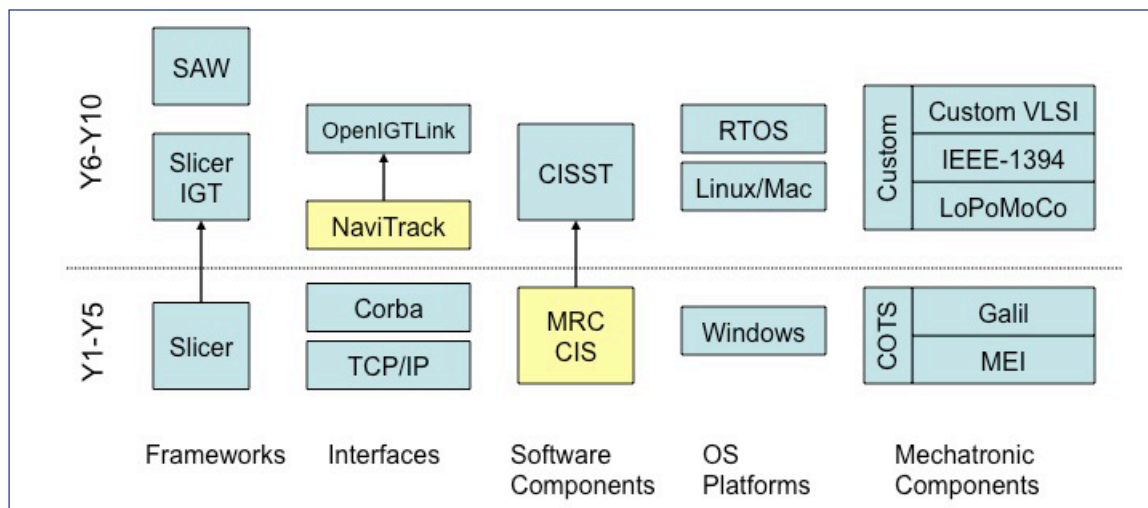 Y6-Y10
SAW
Slicer
IGT
OpenIGTLink
NaviTrack
CISST
RTOS
Linux/Mac
Custom
Custom VLSI
IEEE-1394
LoPoMoCo
Y1-Y5
Slicer
Corba
TCP/IP
MRC
CIS
Windows
COTS
Galil
MEI
Frameworks
Interfaces
Software
Components
OS
Platforms
Mechatronic
Components